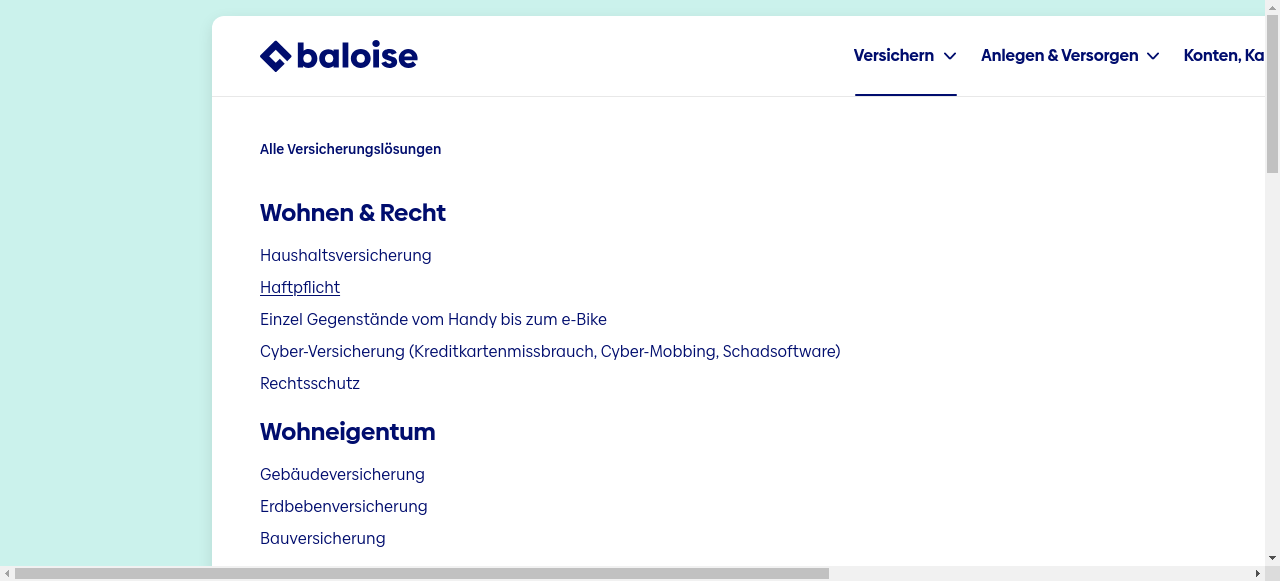 baloise
Versichern
Anlegen & Versorgen
Konten, Ka
Alle Versicherungslösungen
Wohnen & Recht
Haushaltsversicherung
Haftpflicht
Einzel Gegenstände vom Handy bis zum e-Bike
Cyber-Versicherung (Kreditkartenmissbrauch, Cyber-Mobbing, Schadsoftware)
Rechtsschutz
Wohneigentum
Gebäudeversicherung
Erdbebenversicherung
Bauversicherung